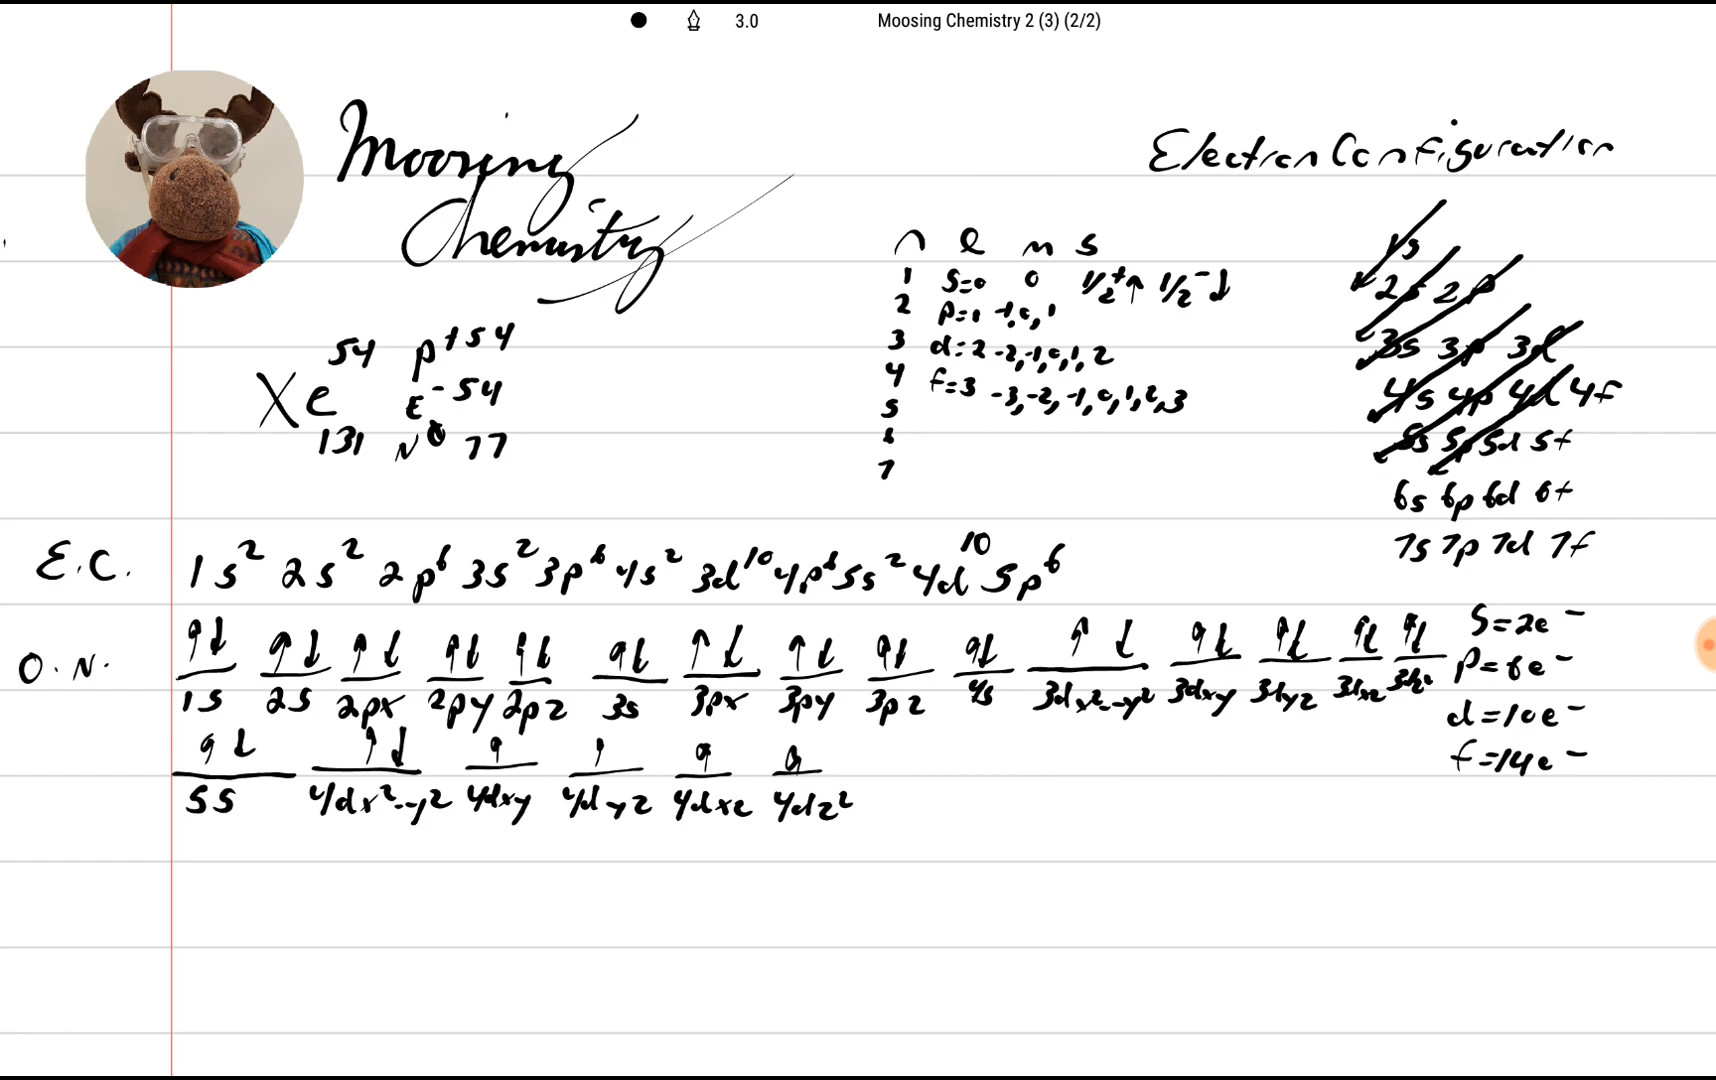 3.0 Moosing Chemistry 2 (3) (2/2)
Moosing
Chemistry
Electron Configuration
n l m s
1 S=0 0 1/2+↑ 1/2-↓
2 p=1 -1,0,1
3 d=2 -2,-1,0,1,2
4 f=3 -3,-2,-1,0,1,2,3
5
6
7
54 p+ 54
Xe E- 54
131 N0 77
1s
2s 2p
3s 3p 3d
4s 4p 4d 4f
5s 5p 5d 5f
6s 6p 6d 6f
7s 7p 7d 7f
E.C. 1s² 2s² 2p⁶ 3s² 3p⁶ 4s² 3d¹⁰ 4p⁶ 5s² 4d¹⁰ 5p⁶
↑↓ ↑↓ ↑↓ ↑↓ ↑↓ ↑↓ ↑↓ ↑↓ ↑↓ ↑↓ ↑↓ ↑↓ ↑↓ ↑↓ ↑↓
O.N. 1s 2s 2px 2py 2pz 3s 3px 3py 3pz 4s 3dx²-y² 3dxy 3dyz 3dxz 3dz²
↑↓ ↑↓ ↑ ↑ ↑ ↑
5s 4dx²-y² 4dxy 4dyz 4dxz 4dz²
S=2e-
P=6e-
d=10e-
f=14e-